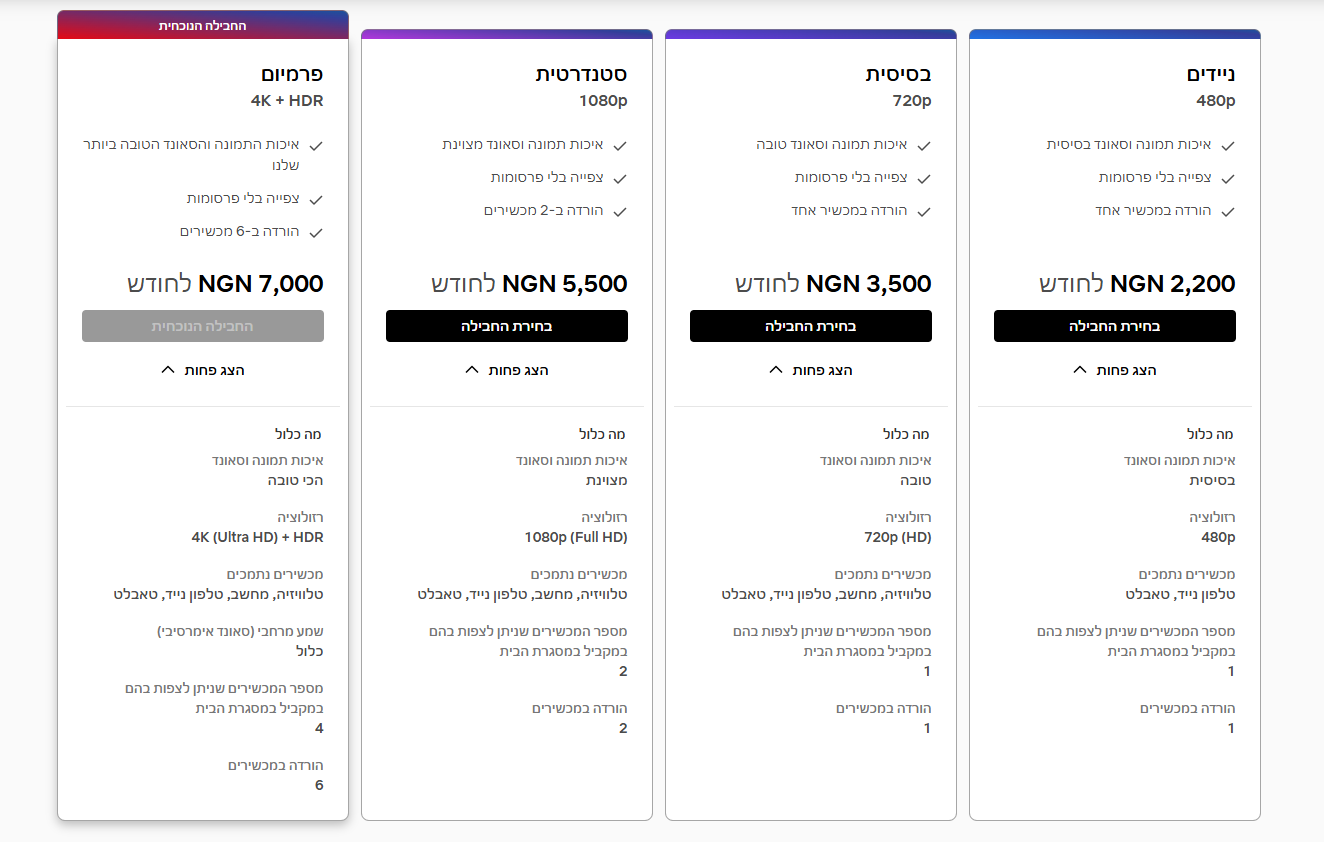 ניידים
480p
איכות תמונה וסאונד בסיסית
צפייה בלי פרסומות
הורדה במכשיר אחד
NGN 2,200 לחודש
בחירת החבילה
הצג פחות
מה כלול
איכות תמונה וסאונד
בסיסית
רזולוציה
480p
מכשירים נתמכים
טלפון נייד, טאבלט
מספר המכשירים שניתן לצפות בהם
במקביל במסגרת הבית
1
הורדה במכשירים
1
בסיסית
720p
איכות תמונה וסאונד טובה
צפייה בלי פרסומות
הורדה במכשיר אחד
NGN 3,500 לחודש
בחירת החבילה
הצג פחות
מה כלול
איכות תמונה וסאונד
טובה
רזולוציה
720p (HD)
מכשירים נתמכים
טלוויזיה, מחשב, טלפון נייד, טאבלט
מספר המכשירים שניתן לצפות בהם
במקביל במסגרת הבית
1
הורדה במכשירים
1
סטנדרטית
1080p
איכות תמונה וסאונד מצוינת
צפייה בלי פרסומות
הורדה ב-2 מכשירים
NGN 5,500 לחודש
בחירת החבילה
הצג פחות
מה כלול
איכות תמונה וסאונד
מצוינת
רזולוציה
1080p (Full HD)
מכשירים נתמכים
טלוויזיה, מחשב, טלפון נייד, טאבלט
מספר המכשירים שניתן לצפות בהם
במקביל במסגרת הבית
2
הורדה במכשירים
2
החבילה הנוכחית
פרמיום
4K + HDR
איכות התמונה והסאונד הטובה ביותר
שלנו
צפייה בלי פרסומות
הורדה ב-6 מכשירים
NGN 7,000 לחודש
החבילה הנוכחית
הצג פחות
מה כלול
איכות תמונה וסאונד
הכי טובה
רזולוציה
4K (Ultra HD) + HDR
מכשירים נתמכים
טלוויזיה, מחשב, טלפון נייד, טאבלט
שמע מרחבי (סאונד אימרסיבי)
כלול
מספר המכשירים שניתן לצפות בהם
במקביל במסגרת הבית
4
הורדה במכשירים
6